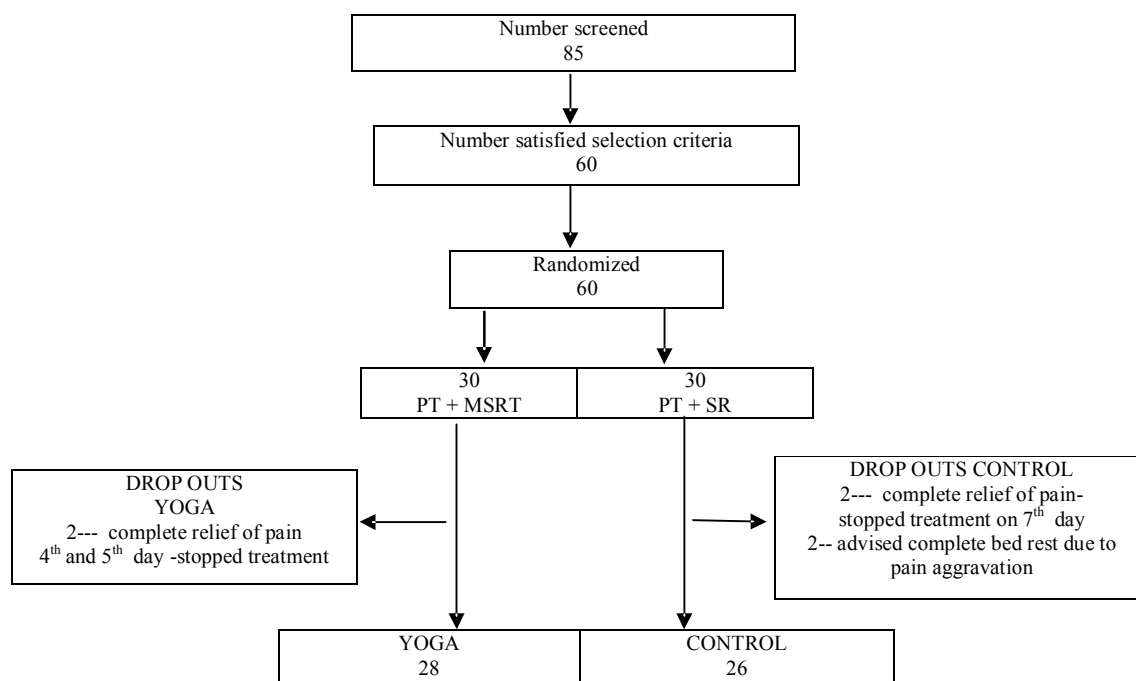 Number screened
85
Number satisfied selection criteria
60
Randomized
60
30
PT + MSRT
30
PT + SR
DROP OUTS
YOGA
2--- complete relief of pain
4th and 5th day -stopped treatment
DROP OUTS CONTROL
2--- complete relief of pain-
stopped treatment on 7th day
2-- advised complete bed rest due to
pain aggravation
YOGA
28
CONTROL
26